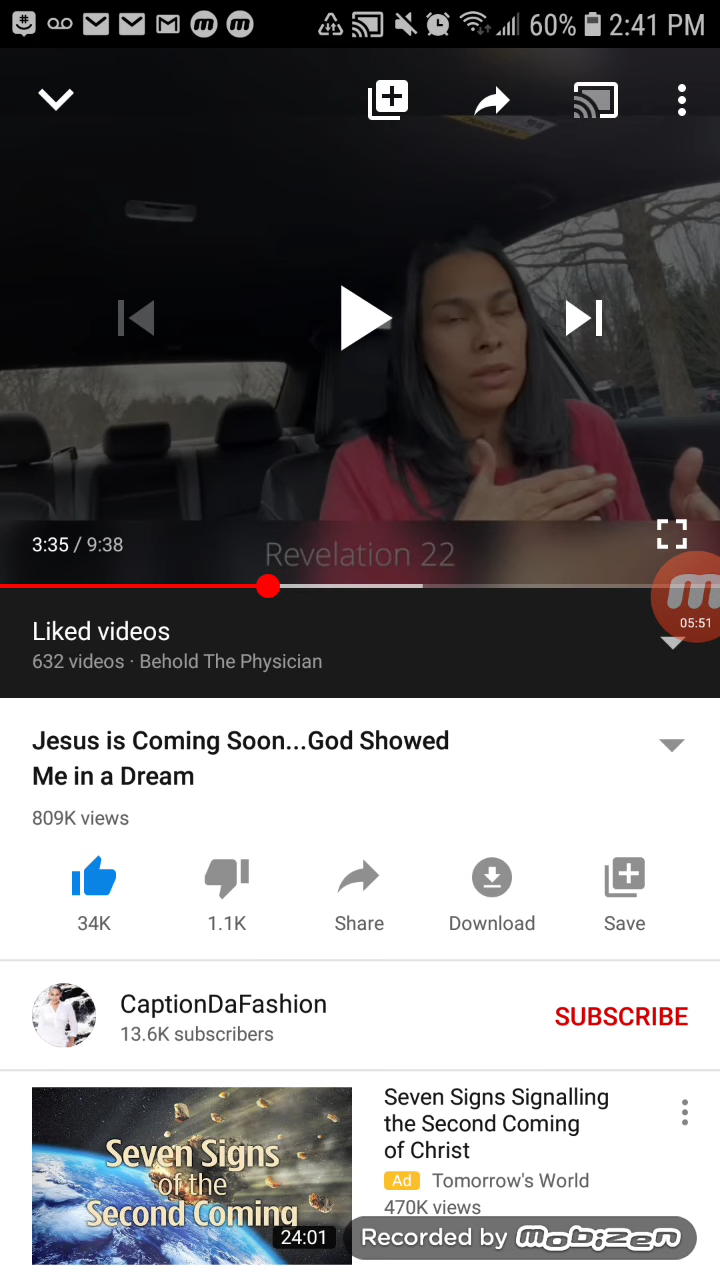 60% 2:41 PM
3:35 / 9:38
Revelation 22
05:51
Liked videos
632 videos · Behold The Physician
Jesus is Coming Soon...God Showed
Me in a Dream
809K views
34K
1.1K
Share
Download
Save
CaptionDaFashion
13.6K subscribers
SUBSCRIBE
Seven Signs
of the
Second Coming
24:01
Seven Signs Signalling
the Second Coming
of Christ
Ad Tomorrow's World
470K views
Recorded by mobizen